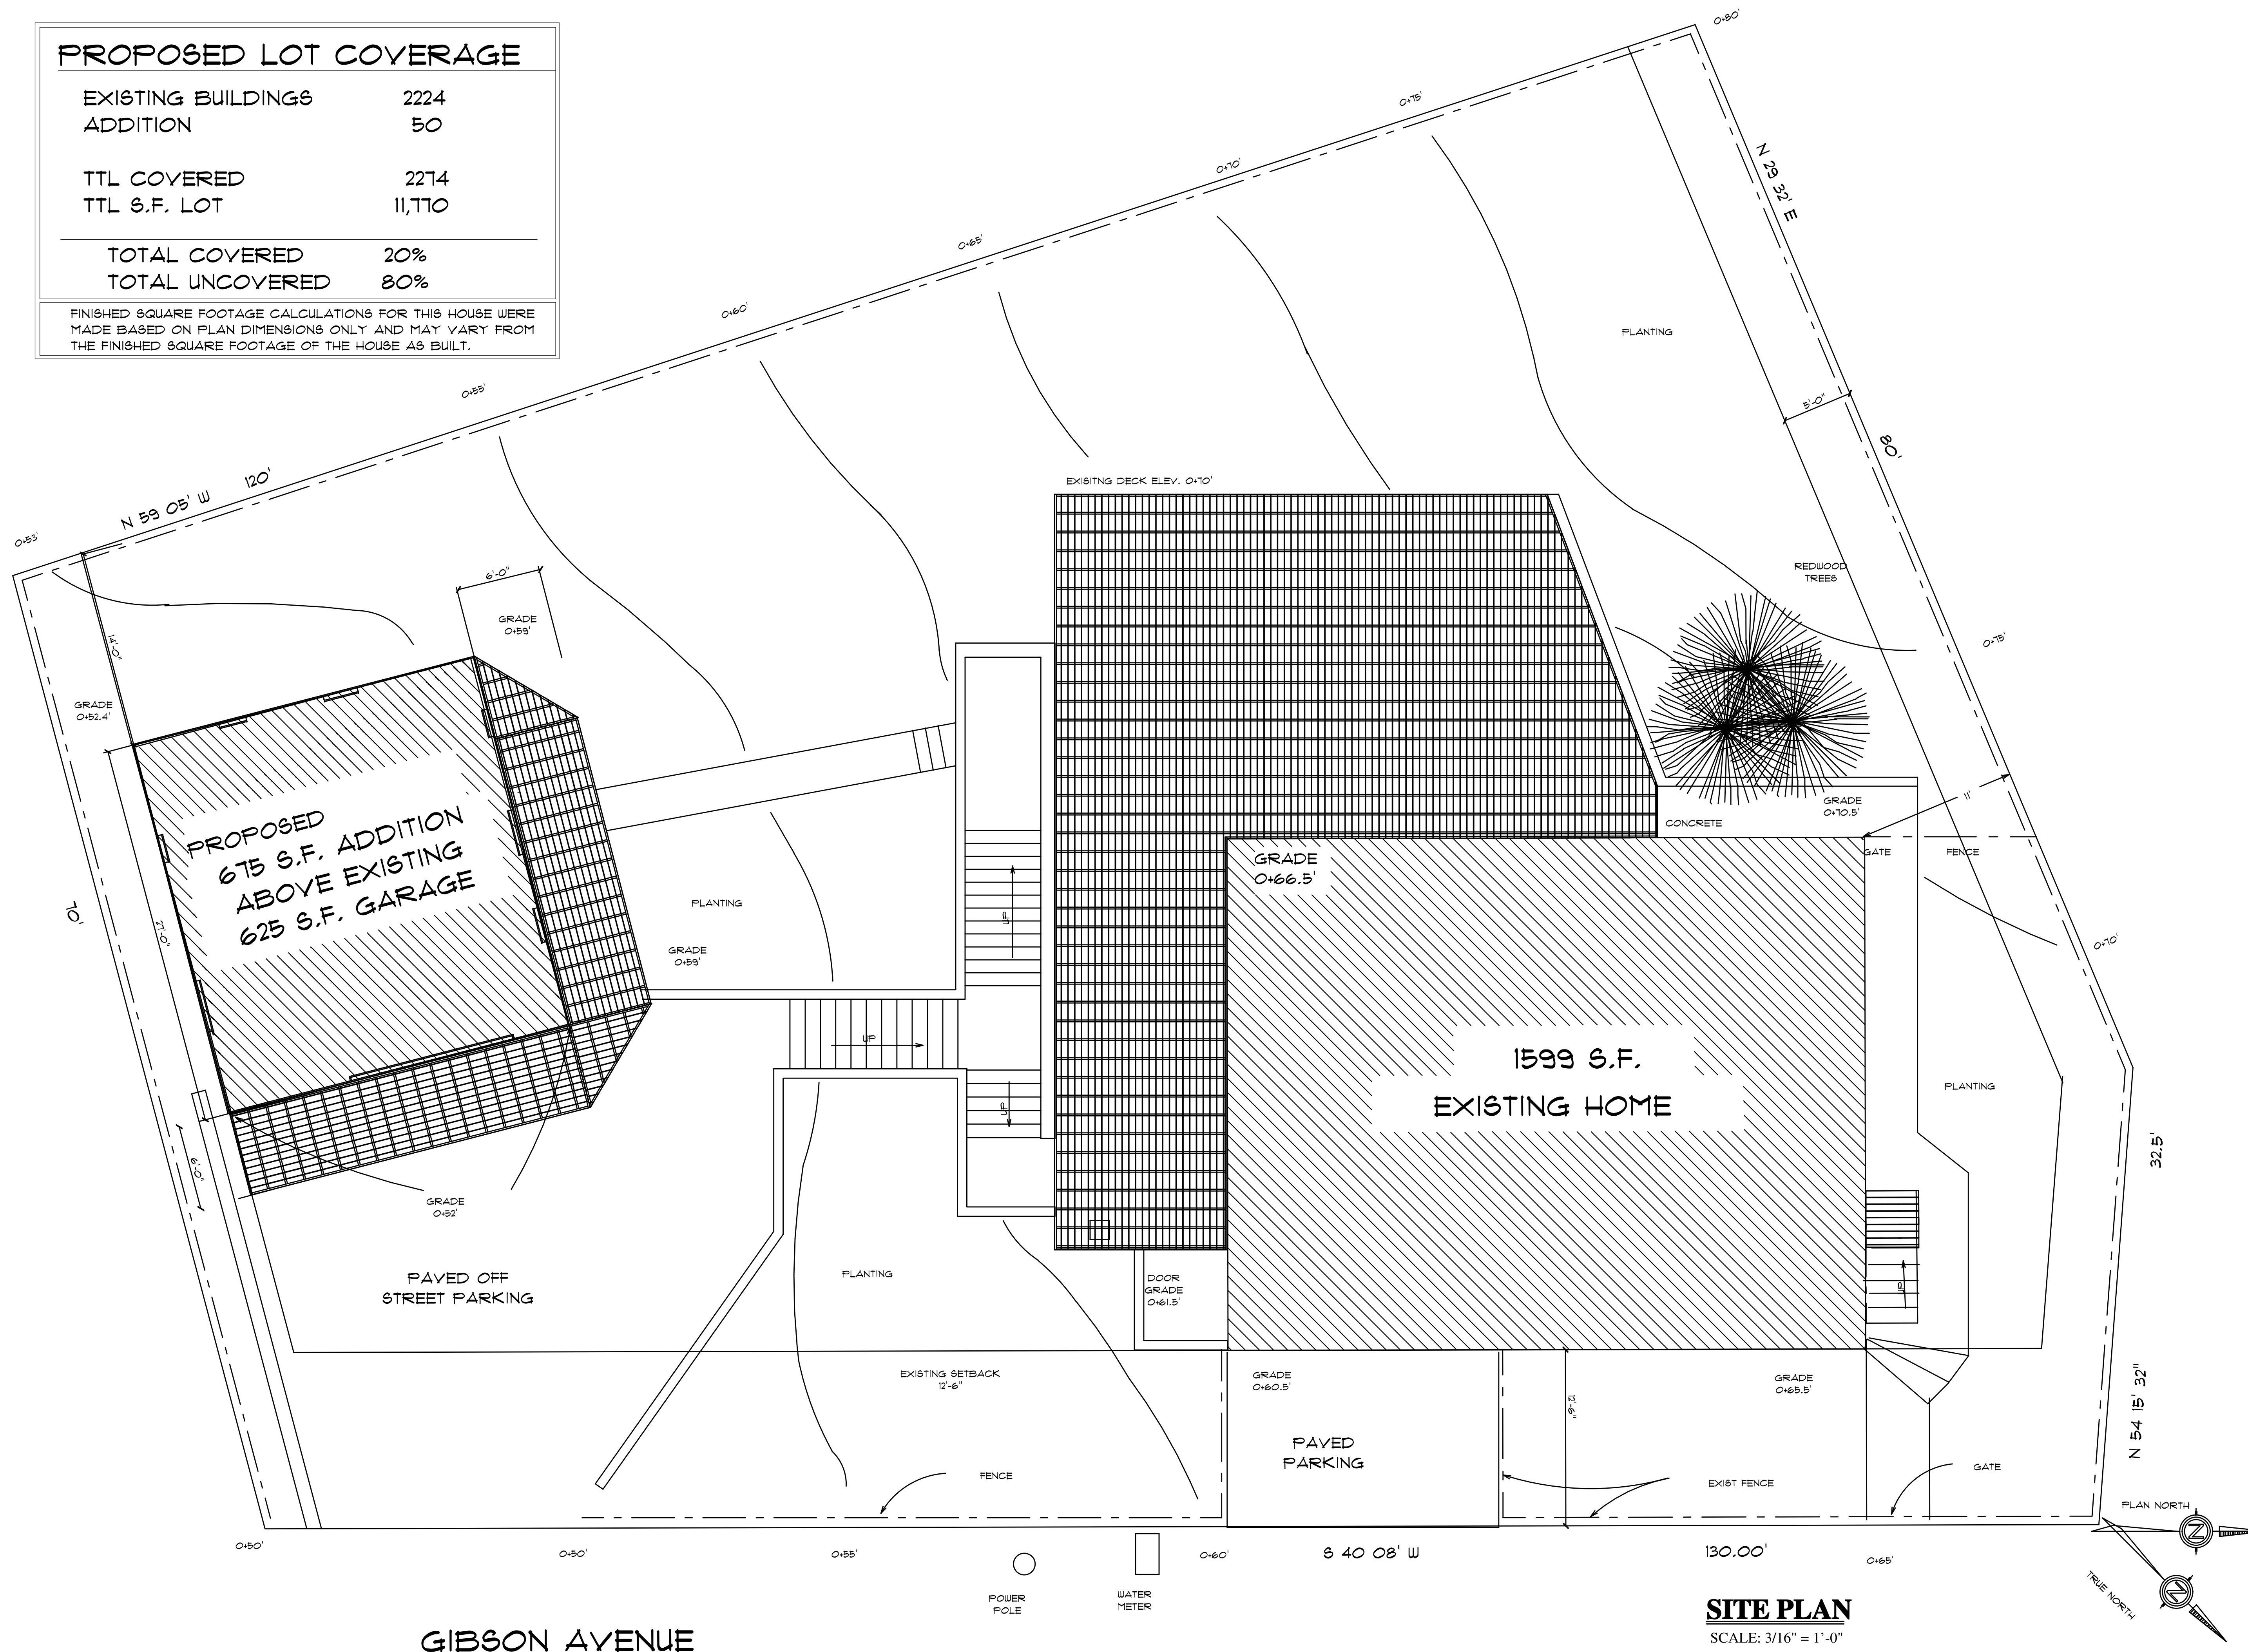 PROPOSED LOT COVERAGE
EXISTING BUILDINGS 2224
ADDITION 50
TTL COVERED 2274
TTL S.F. LOT 11,770
TOTAL COVERED 20%
TOTAL UNCOVERED 80%
FINISHED SQUARE FOOTAGE CALCULATIONS FOR THIS HOUSE WERE
MADE BASED ON PLAN DIMENSIONS ONLY AND MAY VARY FROM
THE FINISHED SQUARE FOOTAGE OF THE HOUSE AS BUILT.
0+80'
0+75'
0+70'
0+65'
0+60'
0+55'
0+53'
N 59 05' W 120'
N 29 32' E
80'
5'-0"
PLANTING
EXISITNG DECK ELEV. 0+70'
REDWOOD
TREES
0+75'
6'-0"
GRADE
0+59'
14'-0"
GRADE
0+52.4'
PROPOSED
675 S.F. ADDITION
ABOVE EXISTING
625 S.F. GARAGE
70'
27'-0"
6'-0"
PLANTING
GRADE
0+59'
UP
UP
UP
GRADE
0+66.5'
CONCRETE
GRADE
0+70.5'
11'
GATE
FENCE
0+70'
1599 S.F.
EXISTING HOME
PLANTING
32.5'
GRADE
0+52'
PAVED OFF
STREET PARKING
PLANTING
DOOR
GRADE
0+61.5'
UP
EXISTING SETBACK
12'-6"
GRADE
0+60.5'
12'-6"
GRADE
0+65.5'
N 54 15' 32"
PAVED
PARKING
FENCE
EXIST FENCE
GATE
PLAN NORTH
N
0+50'
0+50'
0+55'
0+60'
S 40 08' W
130.00'
0+65'
TRUE NORTH
N
POWER
POLE
WATER
METER
GIBSON AVENUE
SITE PLAN
SCALE: 3/16" = 1'-0"